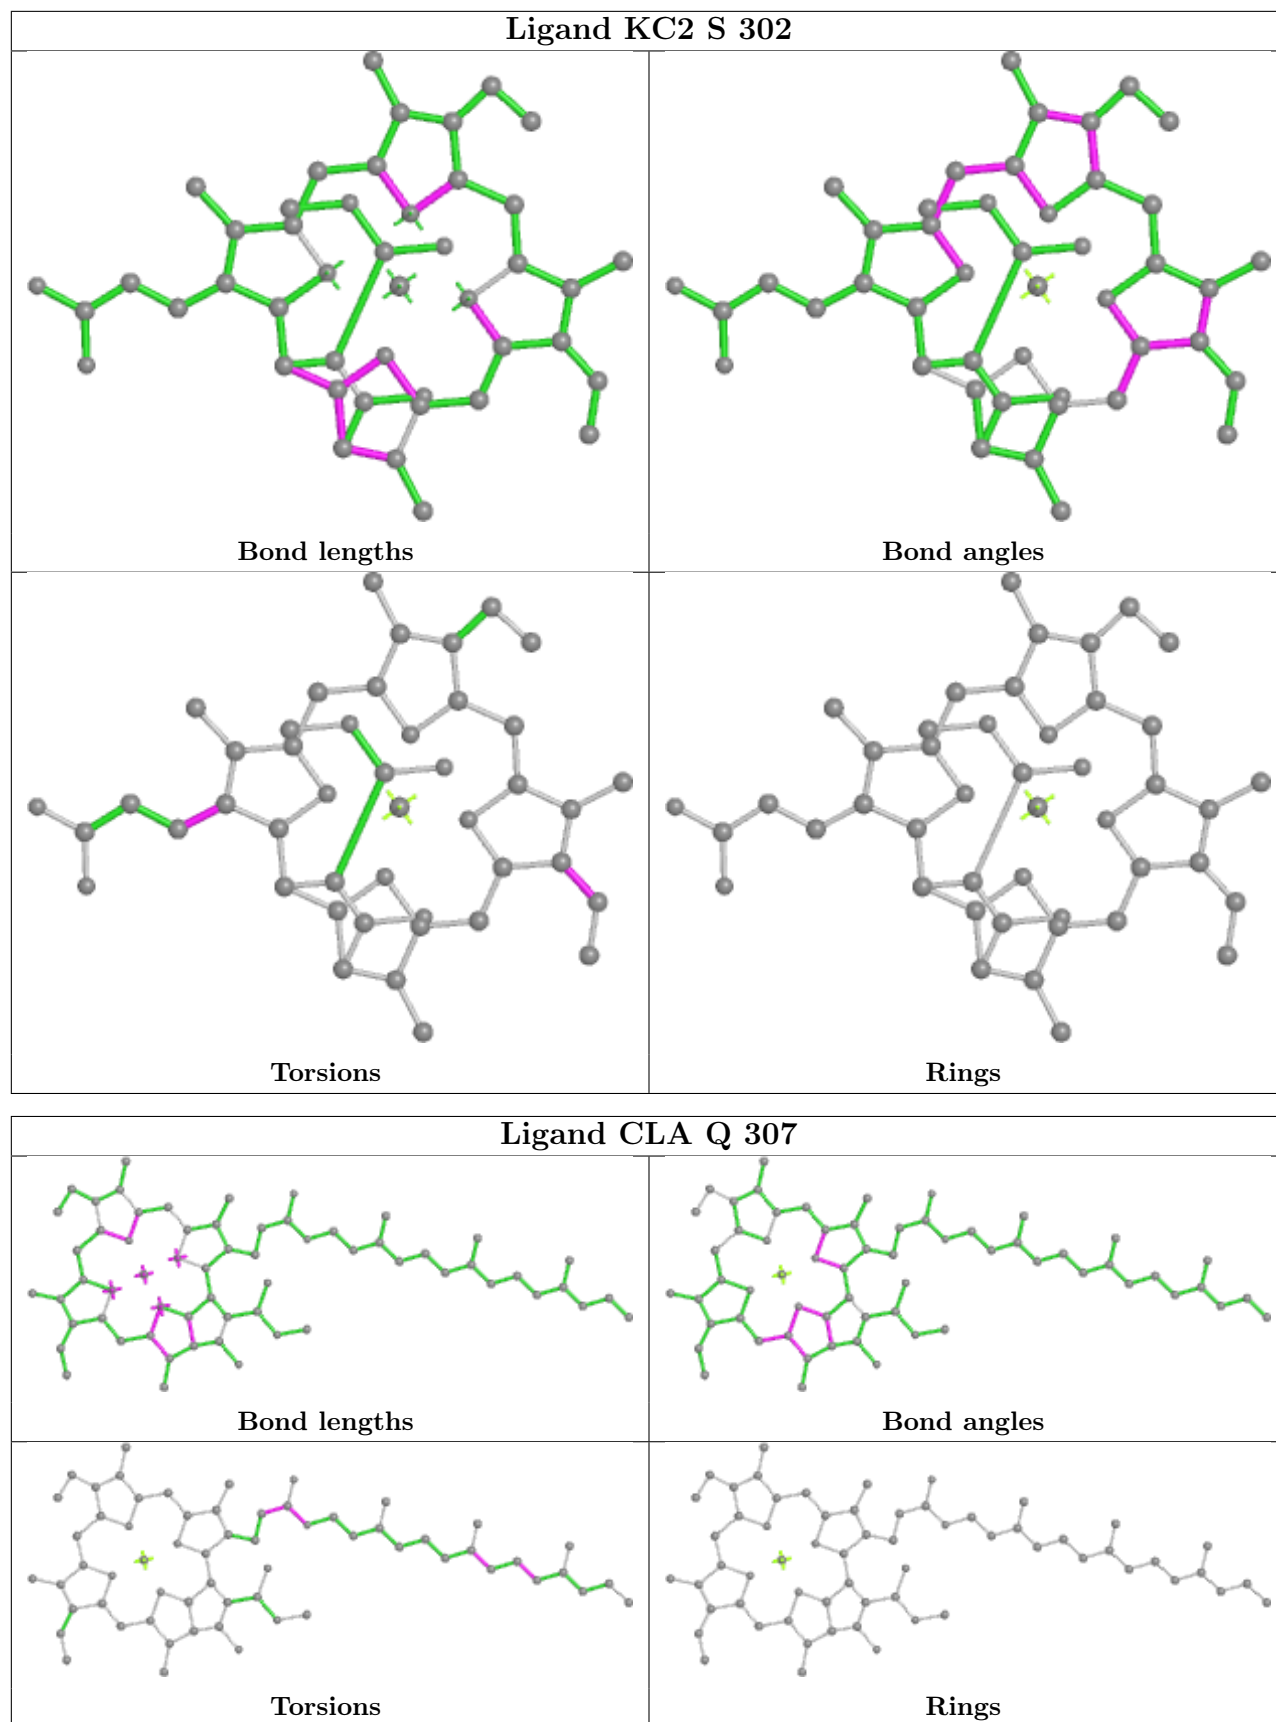 Ligand KC2 S 302
Bond lengths
Bond angles
Torsions
Rings
Ligand CLA Q 307
Bond lengths
Bond angles
Torsions
Rings